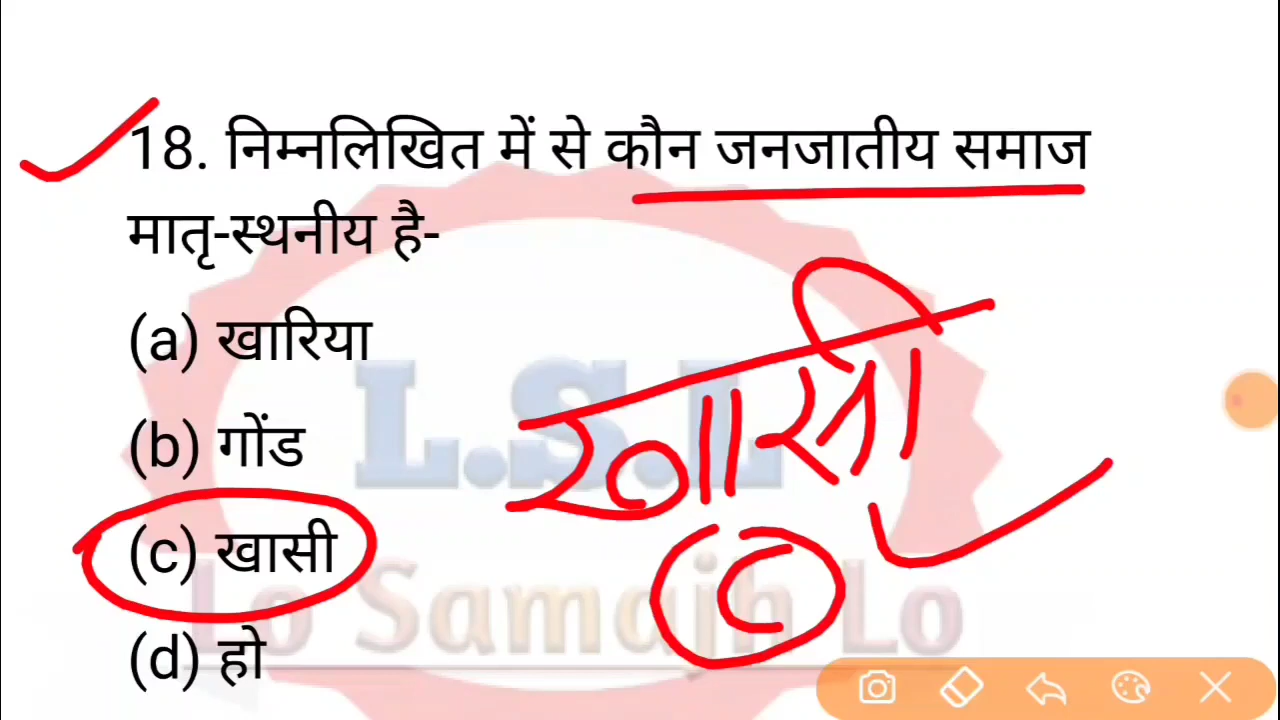 18. निम्नलिखित में से कौन जनजातीय समाज
मातृ-स्थनीय है-
(a) खारिया
(b) गोंड
(c) खासी
(d) हो
खासी
C
L.S.L
Lo Samajh Lo